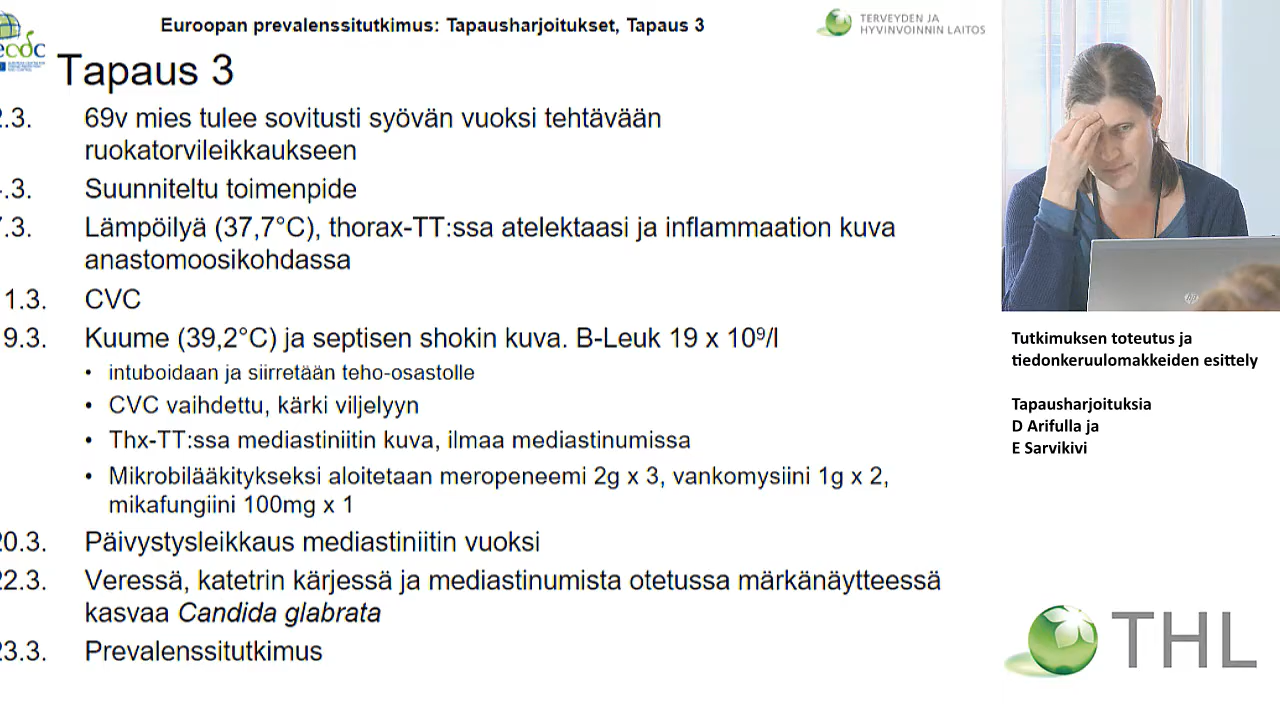 Euroopan prevalenssitutkimus: Tapausharjoitukset, Tapaus 3
TERVEYDEN JA
HYVINVOINNIN LAITOS
ecdc
Tapaus 3
2.3. 69v mies tulee sovitusti syövän vuoksi tehtävään
ruokatorvileikkaukseen
.3. Suunniteltu toimenpide
7.3. Lämpöilyä (37,7°C), thorax-TT:ssa atelektaasi ja inflammaation kuva
anastomoosikohdassa
1.3. CVC
9.3. Kuume (39,2°C) ja septisen shokin kuva. B-Leuk 19 x 10⁹/l
• intuboidaan ja siirretään teho-osastolle
• CVC vaihdettu, kärki viljelyyn
• Thx-TT:ssa mediastiniitin kuva, ilmaa mediastinumissa
• Mikrobilääkitykseksi aloitetaan meropeneemi 2g x 3, vankomysiini 1g x 2,
mikafungiini 100mg x 1
20.3. Päivystysleikkaus mediastiniitin vuoksi
22.3. Veressä, katetrin kärjessä ja mediastinumista otetussa märkänäytteessä
kasvaa Candida glabrata
23.3. Prevalenssitutkimus
hp
Tutkimuksen toteutus ja
tiedonkeruulomakkeiden esittely
Tapausharjoituksia
D Arifulla ja
E Sarvikivi
THL